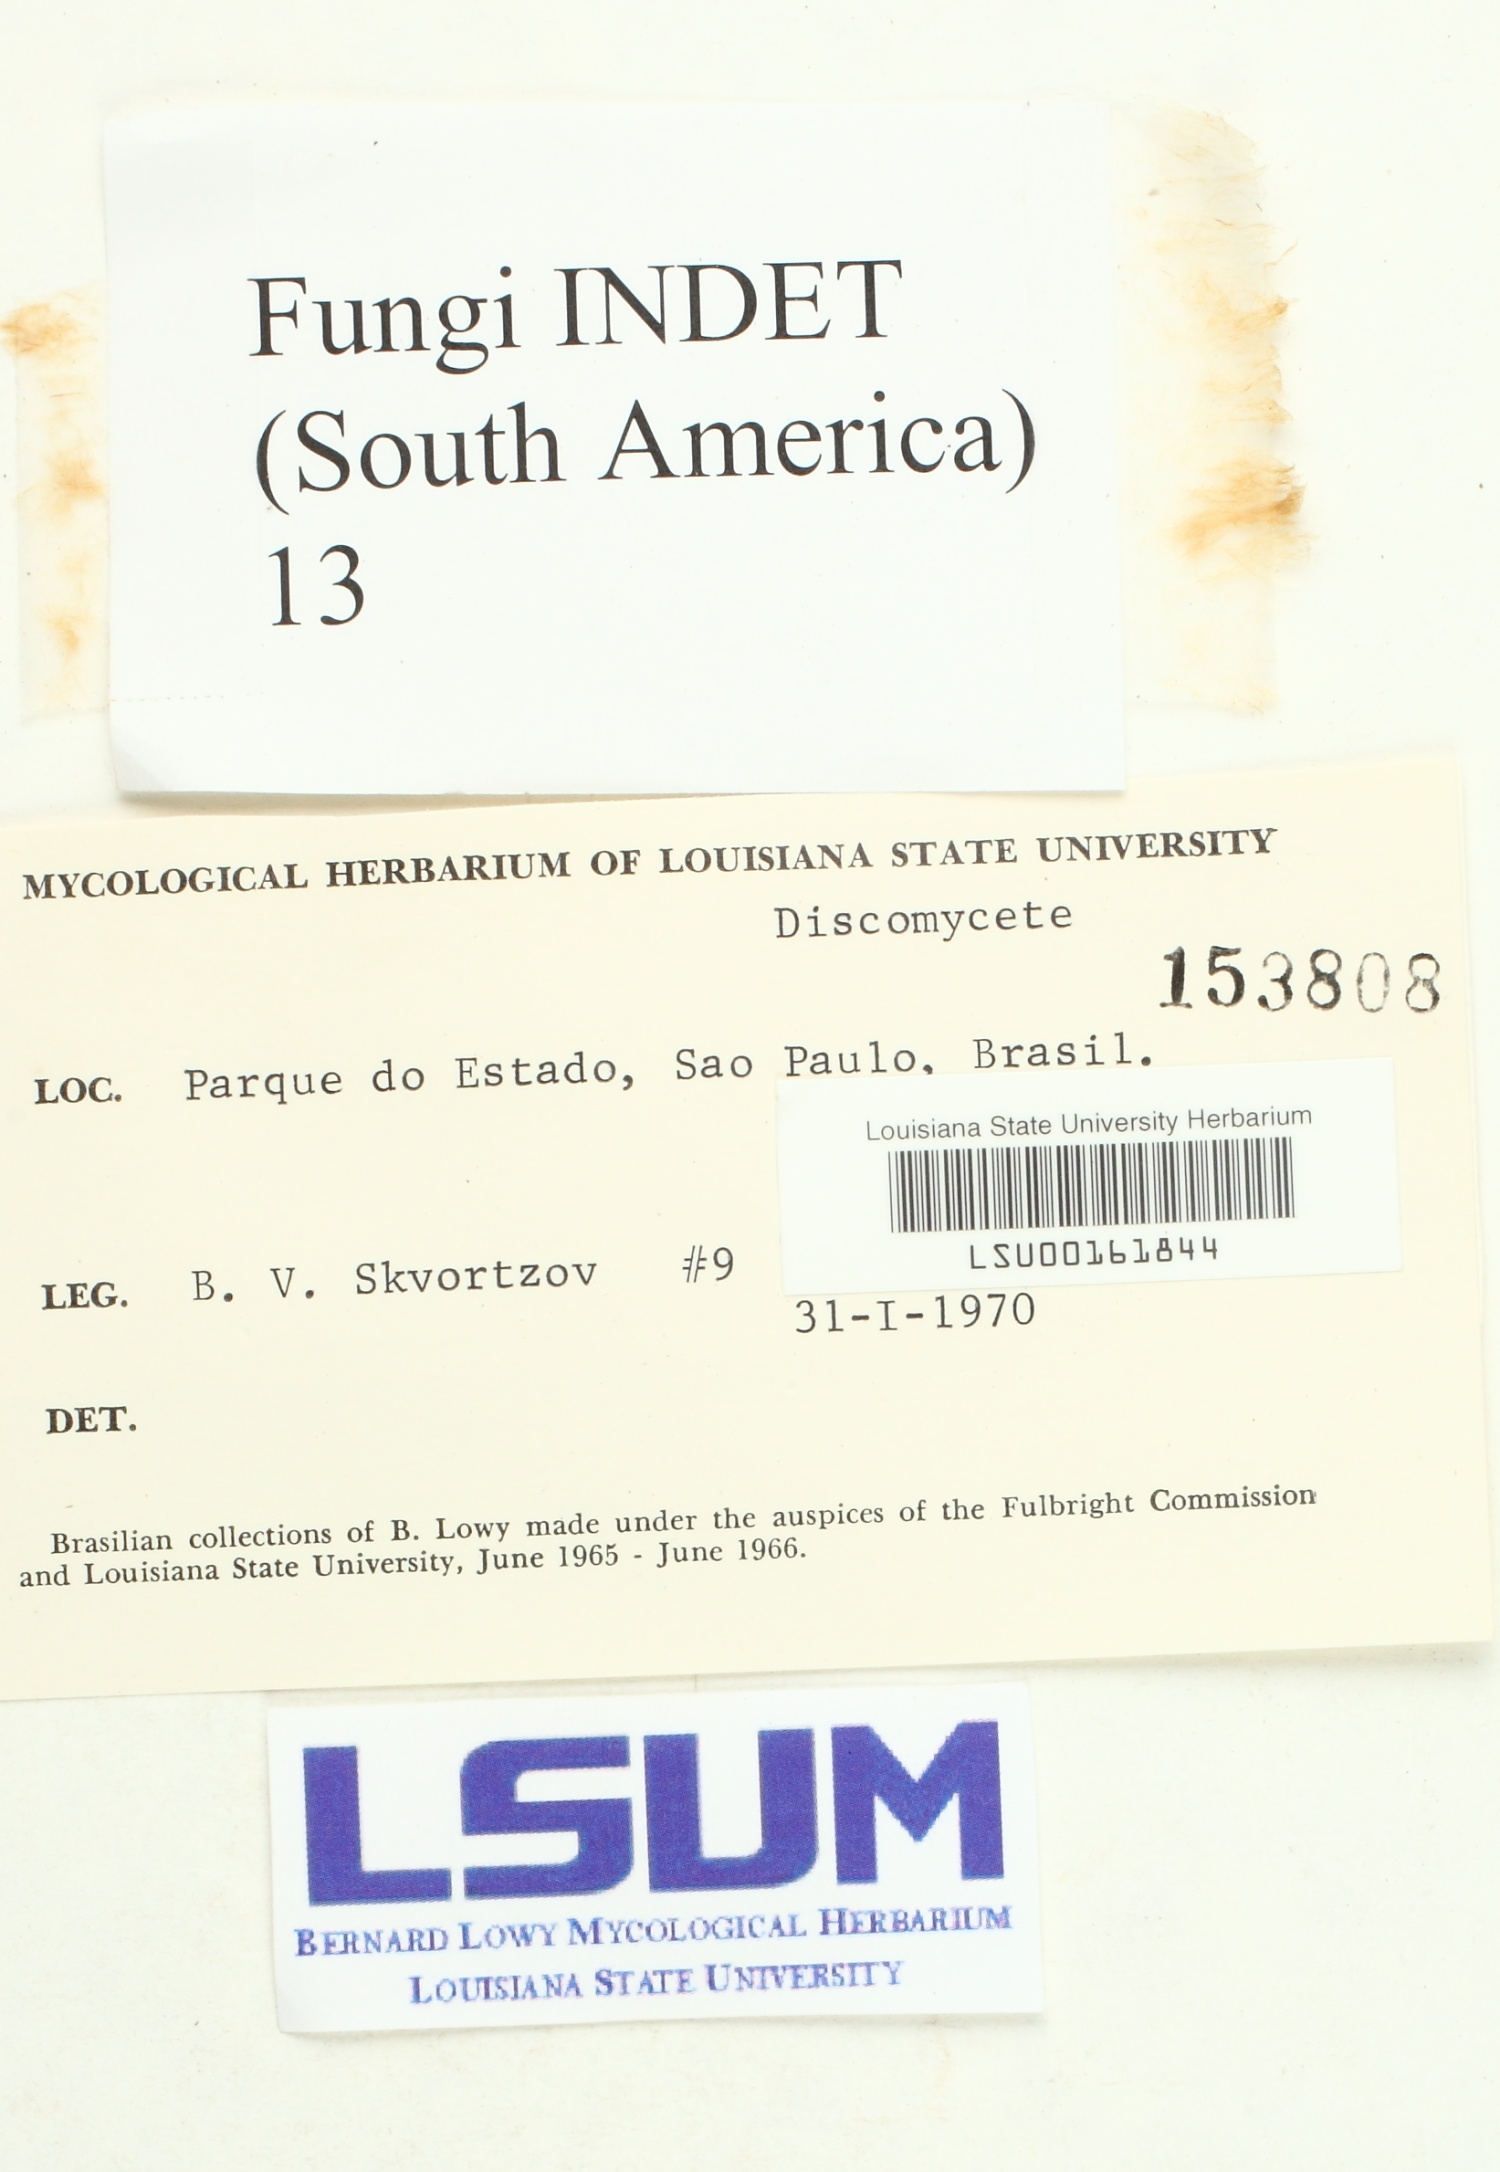 Fungi INDET
(South America)
13
MYCOLOGICAL HERBARIUM OF LOUISIANA STATE UNIVERSITY
Discomycete
153808
LOC. Parque do Estado, Sao Paulo, Brasil.
Louisiana State University Herbarium
LSU00161844
LEG. B. V. Skvortzov #9
31-I-1970
DET.
Brasilian collections of B. Lowy made under the auspices of the Fulbright Commission
and Louisiana State University, June 1965 - June 1966.
LSUM
BERNARD LOWY MYCOLOGICAL HERBARIUM
LOUISIANA STATE UNIVERSITY